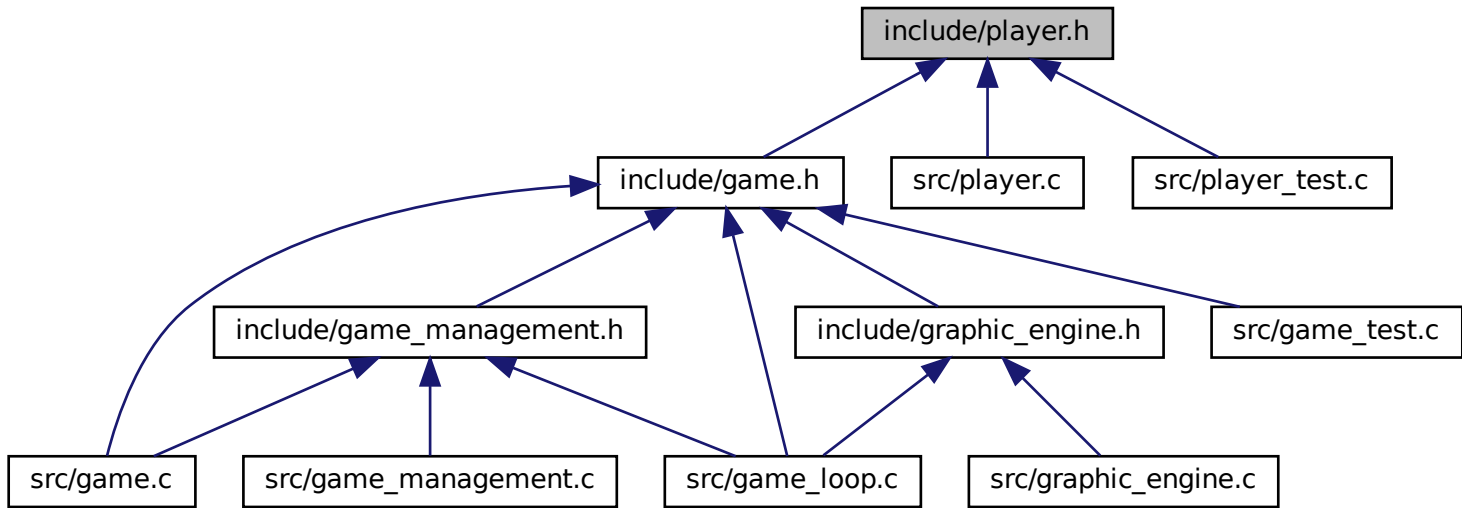 include/player.h
include/game.h
src/player.c
src/player_test.c
include/game_management.h
include/graphic_engine.h
src/game_test.c
src/game.c
src/game_management.c
src/game_loop.c
src/graphic_engine.c